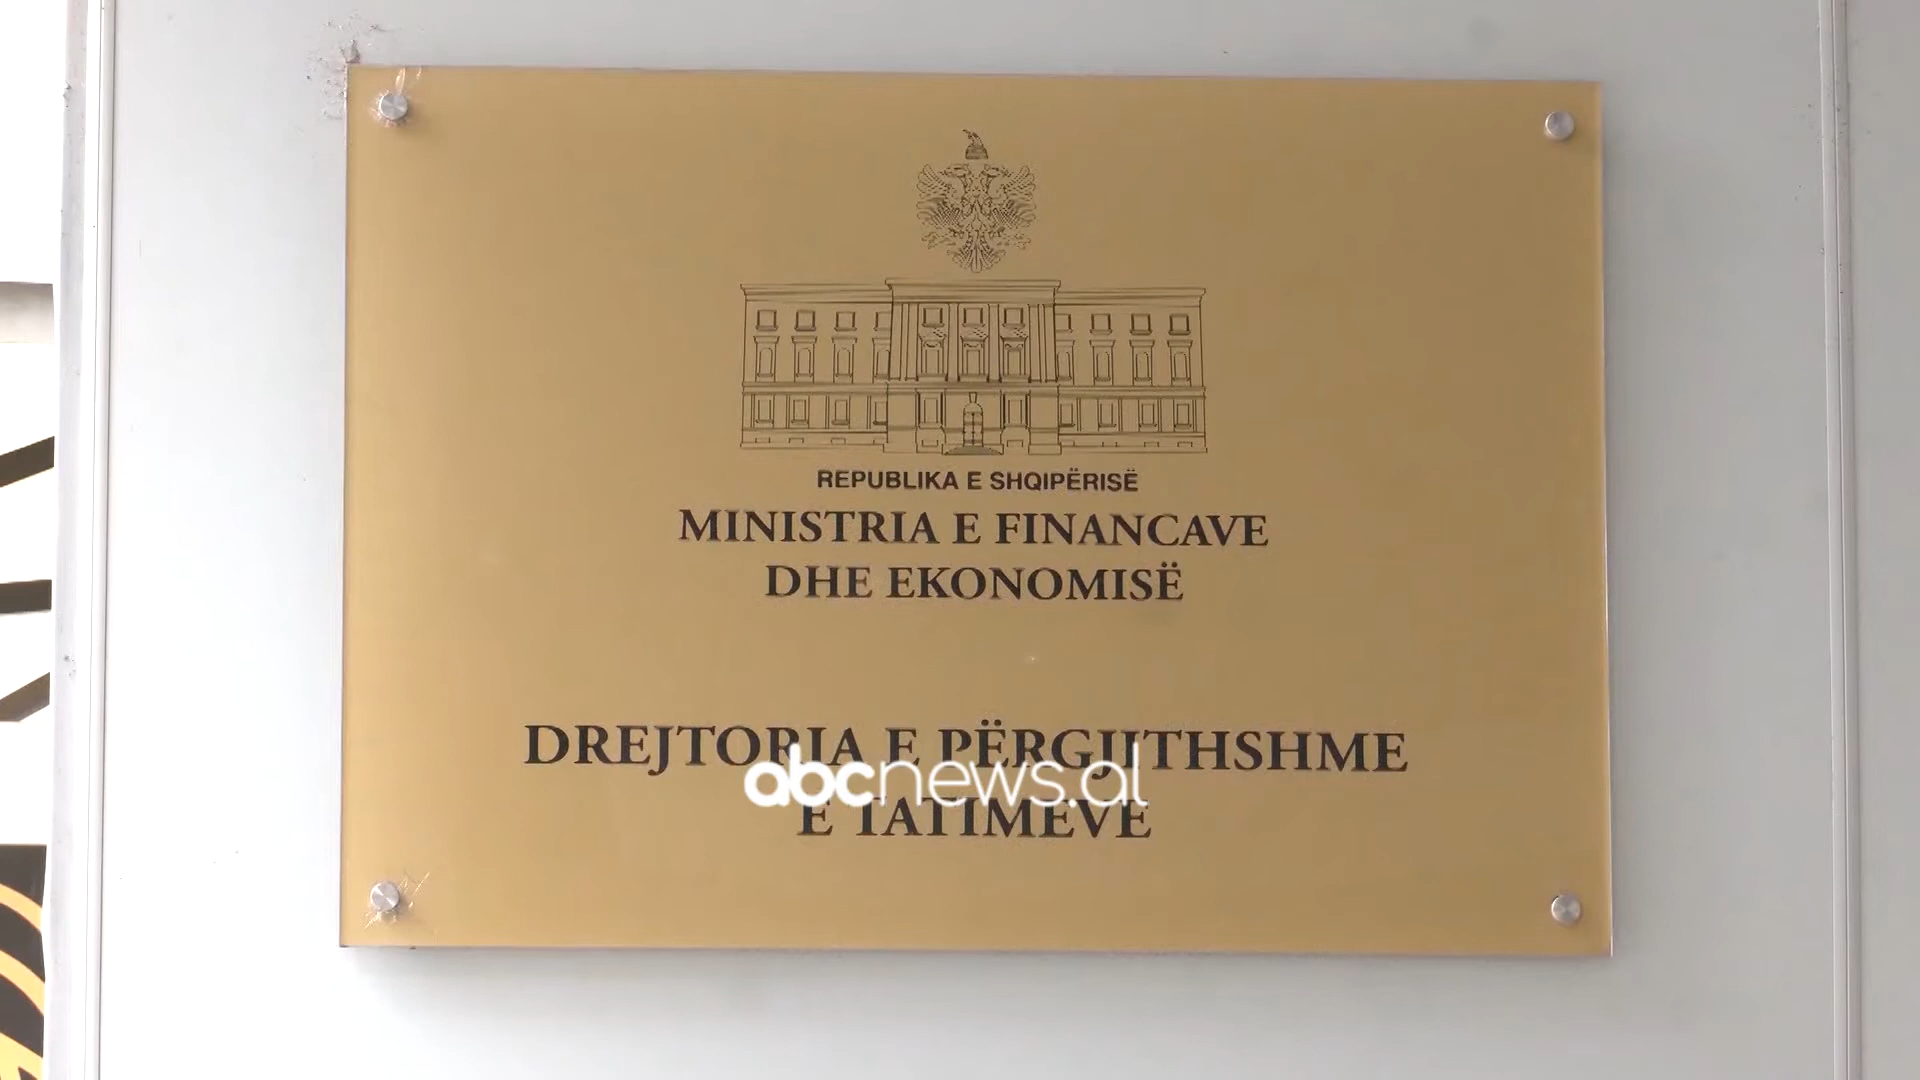 REPUBLIKA E SHQIPËRISË
MINISTRIA E FINANCAVE
DHE EKONOMISË
DREJTORIA E PËRGJITHSHME
abcnews.al
E TATIMEVE